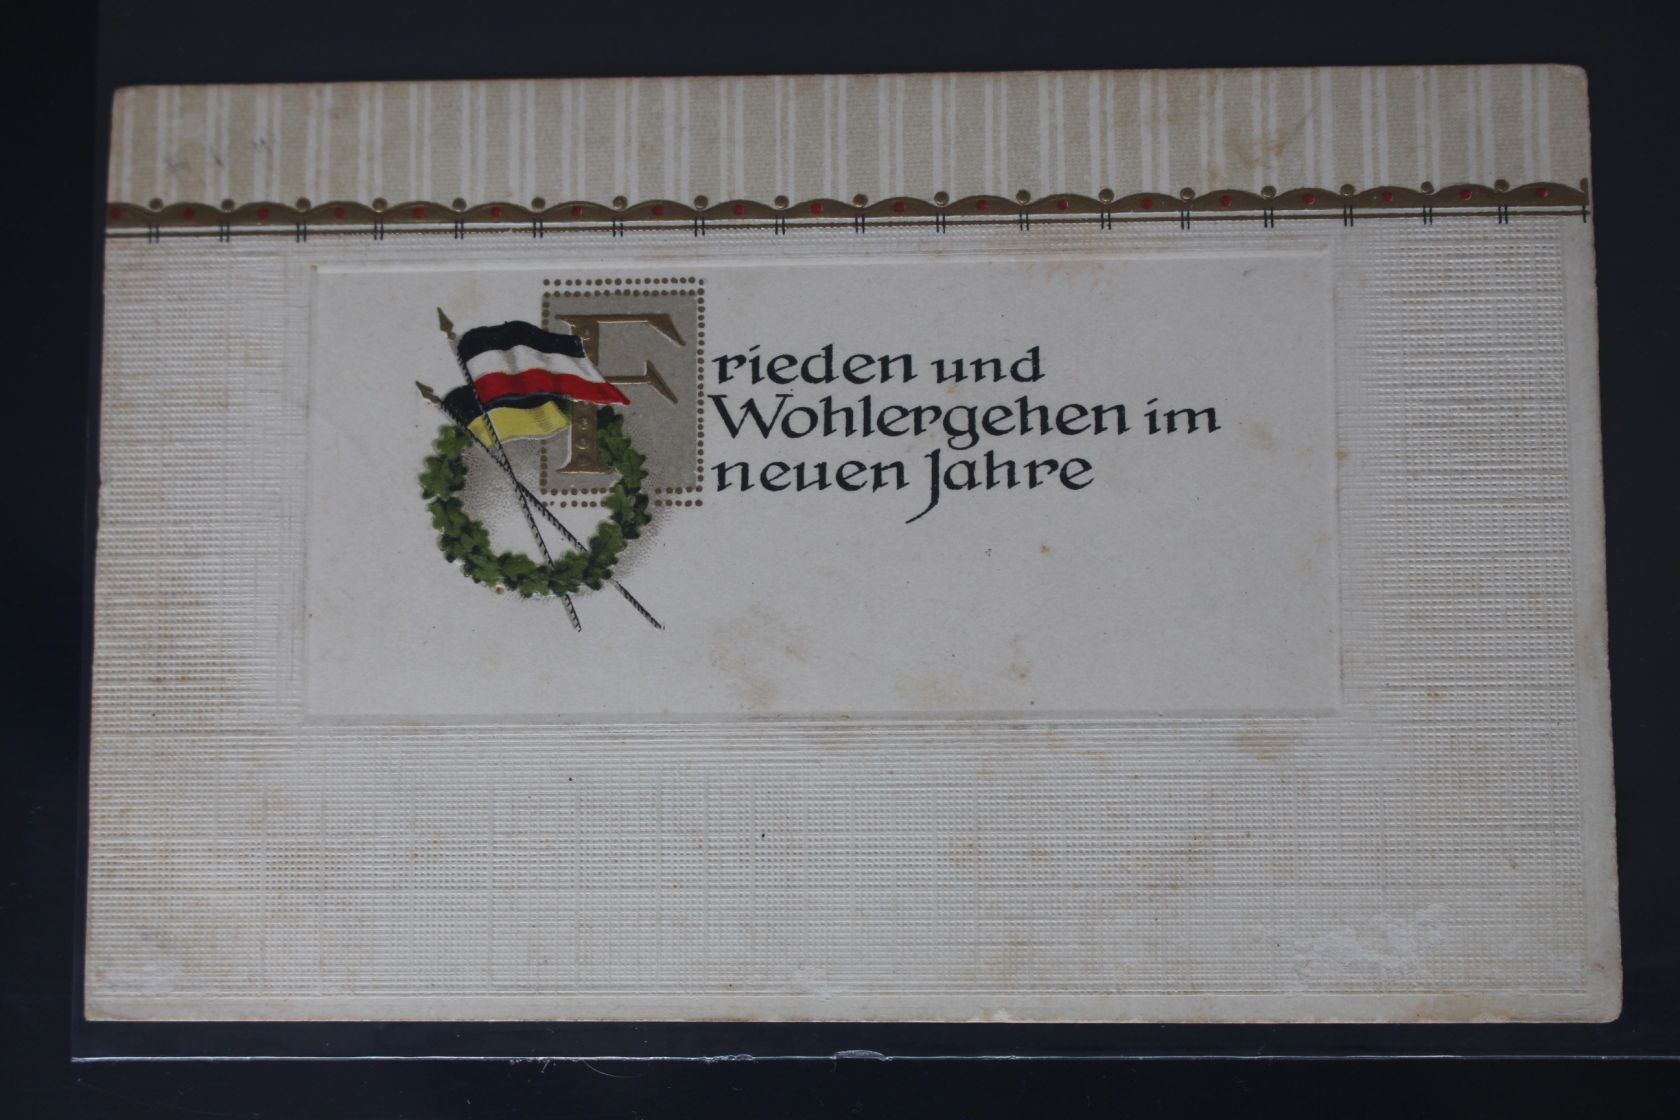 Frieden und
Wohlergehen im
neuen Jahre